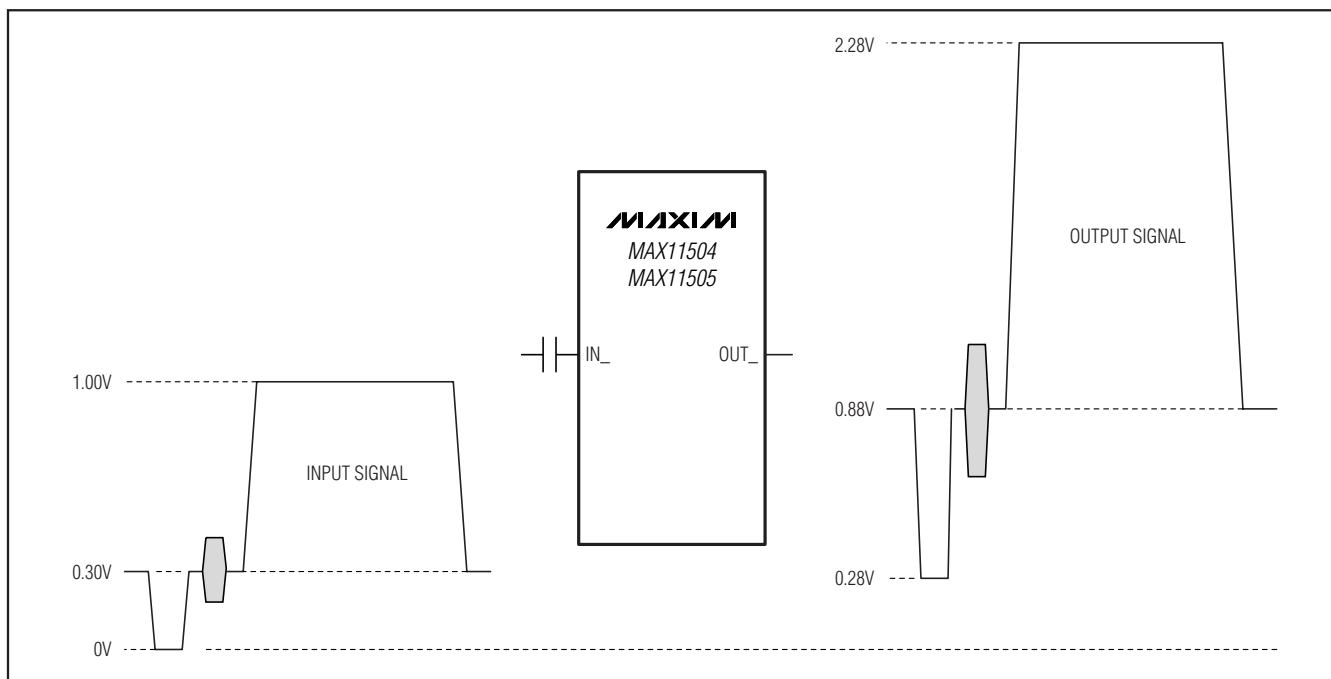 2.28V
MAXIM
MAX11504
MAX11505
OUTPUT SIGNAL
IN_
OUT_
1.00V
0.88V
INPUT SIGNAL
0.30V
0.28V
0V